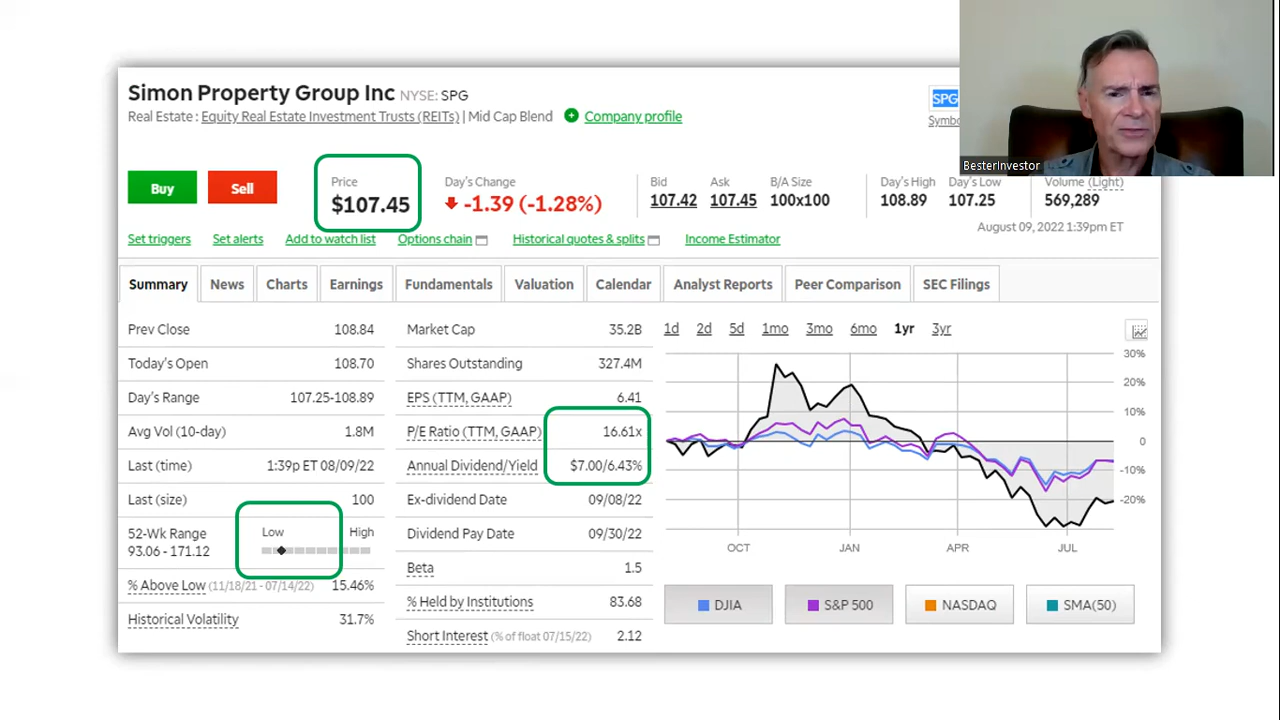 Simon Property Group Inc NYSE: SPG
SPG
Real Estate : Equity Real Estate Investment Trusts (REITs) | Mid Cap Blend Company profile
BesterInvestor
Buy
Sell
Price
$107.45
Day's Change
-1.39 (-1.28%)
Bid
107.42
Ask
107.45
B/A Size
100x100
Day's High
108.89
Day's Low
107.25
Volume (Light)
569,289
August 09, 2022 1:39pm ET
Set triggers
Set alerts
Add to watch list
Options chain
Historical quotes & splits
Income Estimator
Summary
News
Charts
Earnings
Fundamentals
Valuation
Calendar
Analyst Reports
Peer Comparison
SEC Filings
Prev Close 108.84
Today's Open 108.70
Day's Range 107.25-108.89
Avg Vol (10-day) 1.8M
Last (time) 1:39p ET 08/09/22
Last (size) 100
52-Wk Range
93.06 - 171.12
Low
High
% Above Low (11/18/21 - 07/14/22) 15.46%
Historical Volatility 31.7%
Market Cap 35.2B
Shares Outstanding 327.4M
EPS (TTM, GAAP) 6.41
P/E Ratio (TTM, GAAP) 16.61x
Annual Dividend/Yield $7.00/6.43%
Ex-dividend Date 09/08/22
Dividend Pay Date 09/30/22
Beta 1.5
% Held by Institutions 83.68
Short Interest (% of float 07/15/22) 2.12
1d 2d 5d 1mo 3mo 6mo 1yr 3yr
30%
20%
10%
0
-10%
-20%
OCT JAN APR JUL
DJIA
S&P 500
NASDAQ
SMA(50)